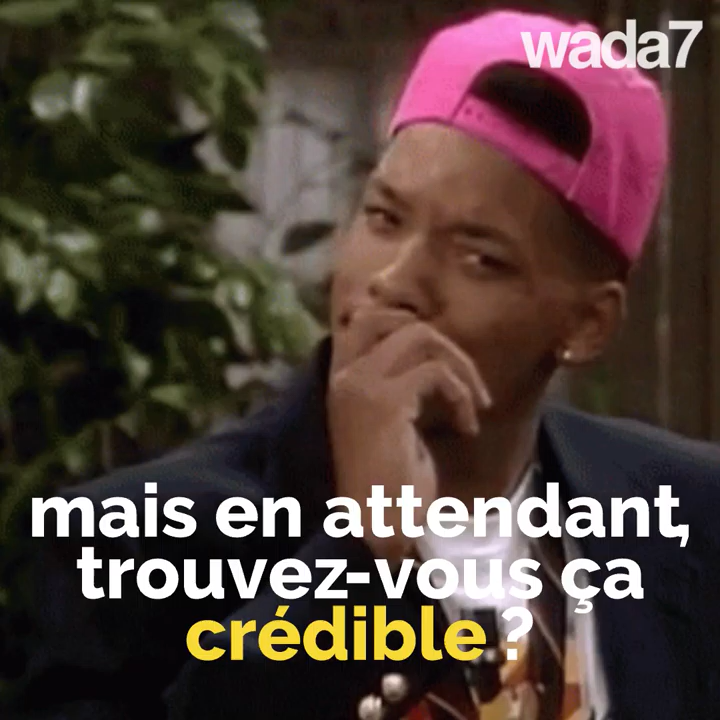 wada7
mais en attendant,
trouvez-vous ça
crédible ?